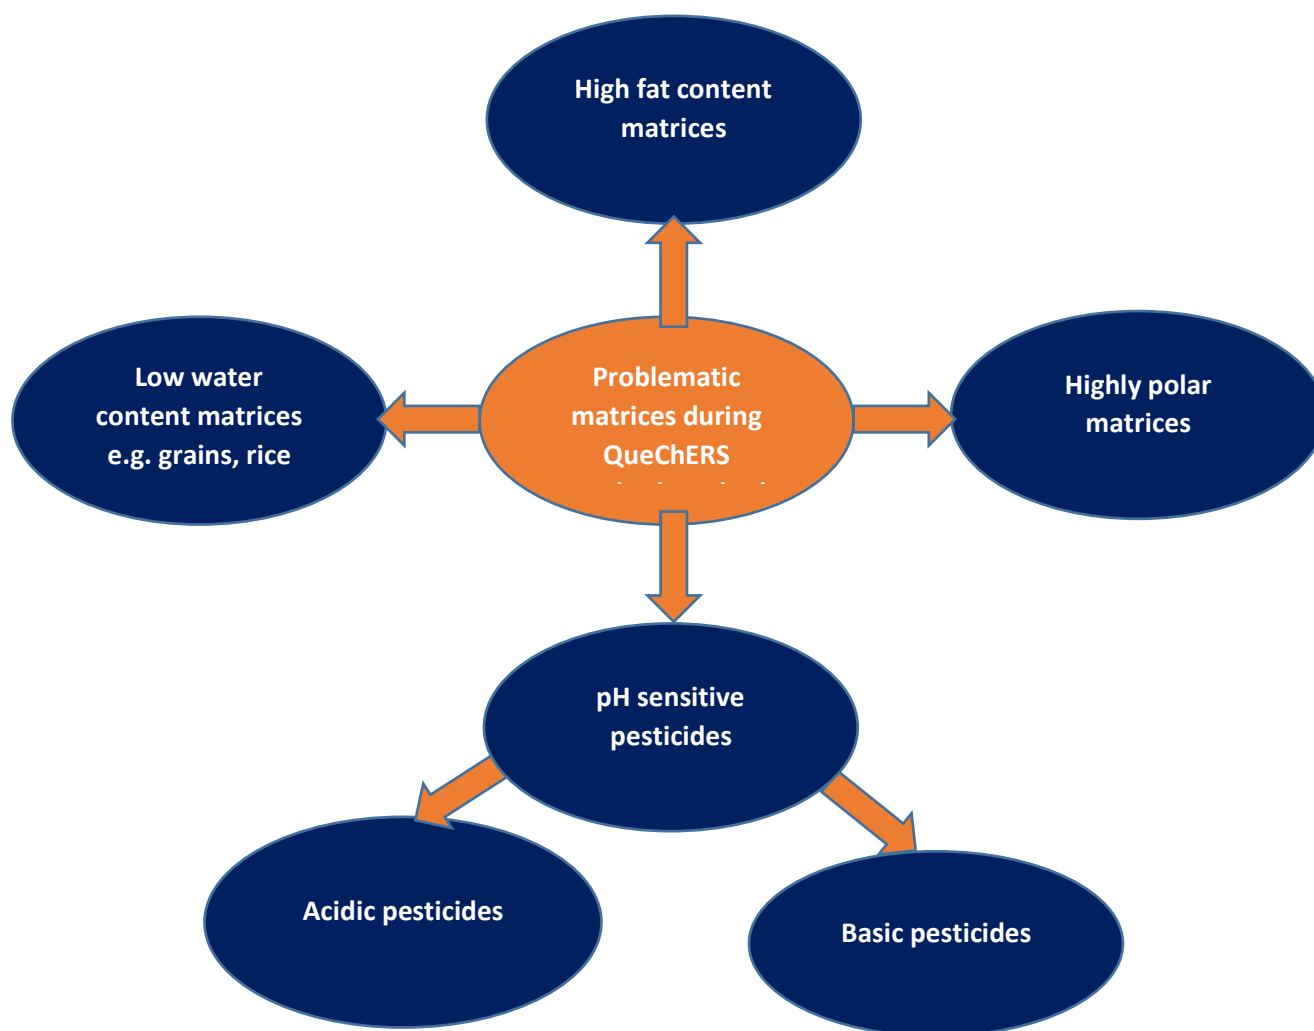 High fat content
matrices
Low water
content matrices
e.g. grains, rice
Problematic
matrices during
QueChERS
Highly polar
matrices
pH sensitive
pesticides
Acidic pesticides
Basic pesticides